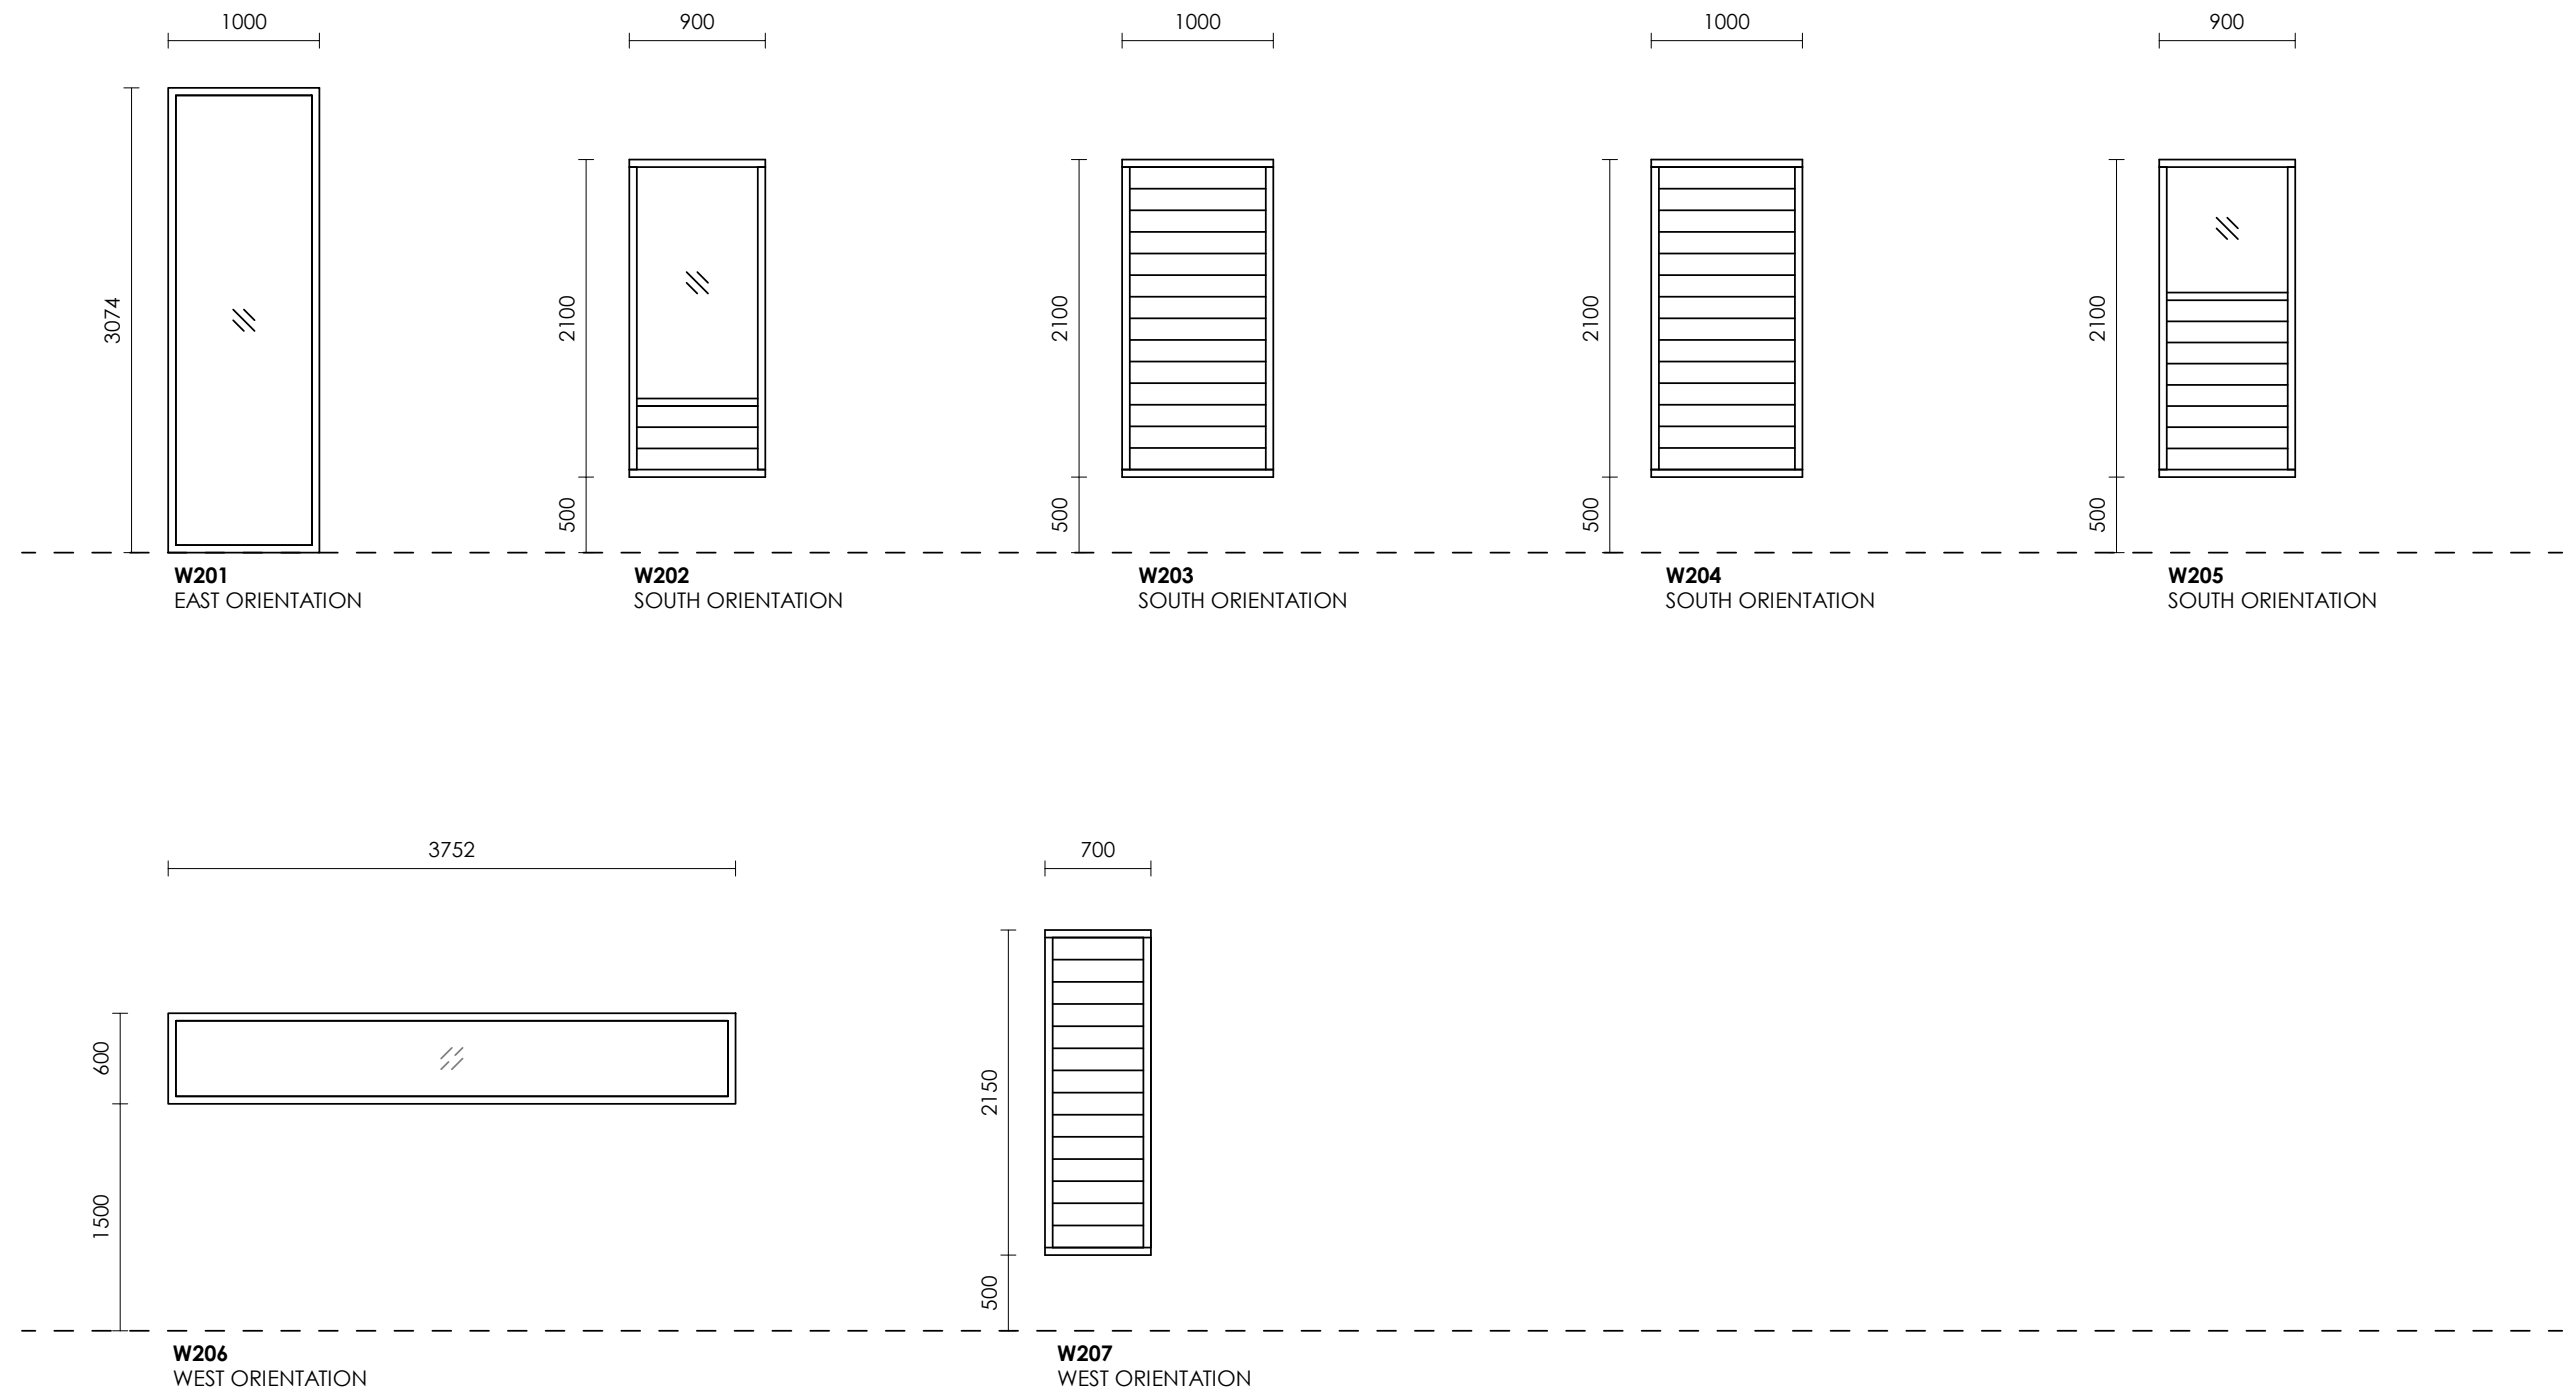 1000
900
1000
1000
900
3074
2100
2100
2100
2100
500
500
500
500
W201
EAST ORIENTATION
W202
SOUTH ORIENTATION
W203
SOUTH ORIENTATION
W204
SOUTH ORIENTATION
W205
SOUTH ORIENTATION
3752
700
600
2150
1500
500
W206
WEST ORIENTATION
W207
WEST ORIENTATION